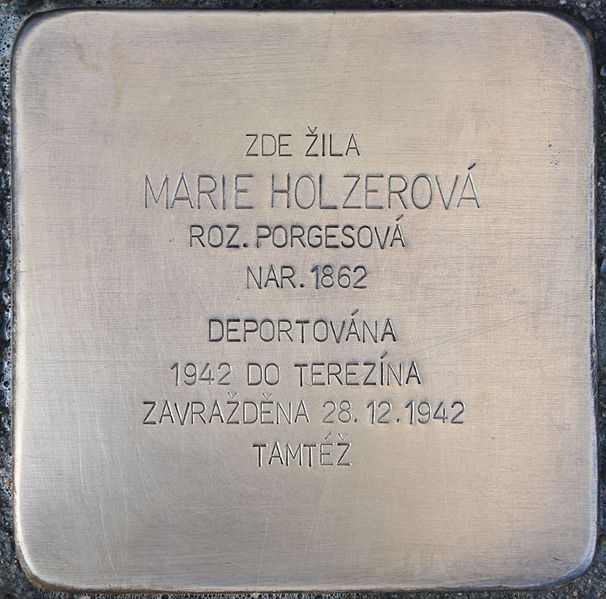 ZDE ŽILA
MARIE HOLZEROVÁ
ROZ. PORGESOVÁ
NAR. 1862
DEPORTOVÁNA
1942 DO TEREZÍNA
ZAVRAŽDĚNA 28.12.1942
TAMTÉŽ